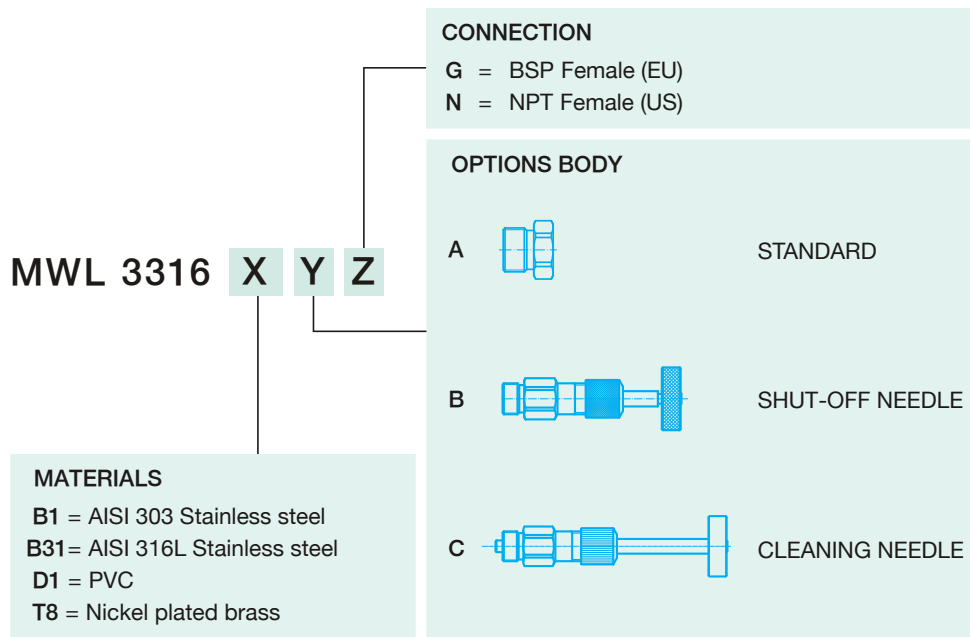 CONNECTION
G = BSP Female (EU)
N = NPT Female (US)
OPTIONS BODY
A STANDARD
MWL 3316 X Y Z
B SHUT-OFF NEEDLE
MATERIALS
B1 = AISI 303 Stainless steel
B31= AISI 316L Stainless steel
D1 = PVC
T8 = Nickel plated brass
C CLEANING NEEDLE